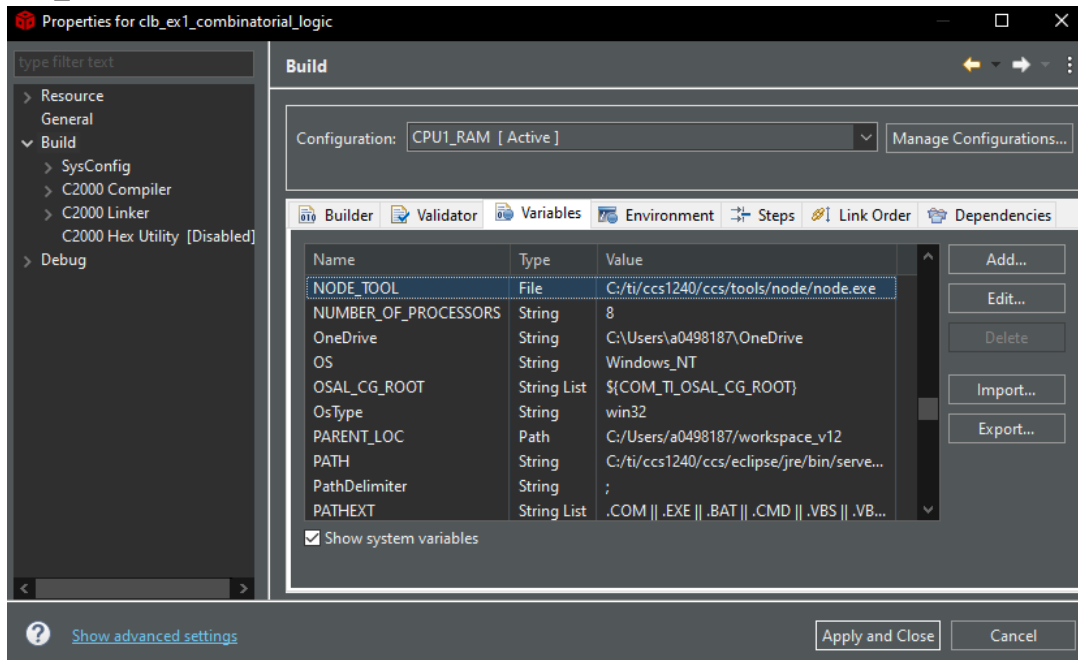 Properties for clb_ex1_combinatorial_logic
type filter text
Resource
General
Build
SysConfig
C2000 Compiler
C2000 Linker
C2000 Hex Utility [Disabled]
Debug
Build
Configuration: CPU1_RAM [ Active ] Manage Configurations...
Builder Validator Variables Environment Steps Link Order Dependencies
Name Type Value
NODE_TOOL File C:/ti/ccs1240/ccs/tools/node/node.exe
NUMBER_OF_PROCESSORS String 8
OneDrive String C:\Users\a0498187\OneDrive
OS String Windows_NT
OSAL_CG_ROOT String List ${COM_TI_OSAL_CG_ROOT}
OsType String win32
PARENT_LOC Path C:/Users/a0498187/workspace_v12
PATH String C:/ti/ccs1240/ccs/eclipse/jre/bin/serve...
PathDelimiter String ;
PATHEXT String List .COM || .EXE || .BAT || .CMD || .VBS || .VB...
Add...
Edit...
Delete
Import...
Export...
Show system variables
Show advanced settings
Apply and Close Cancel